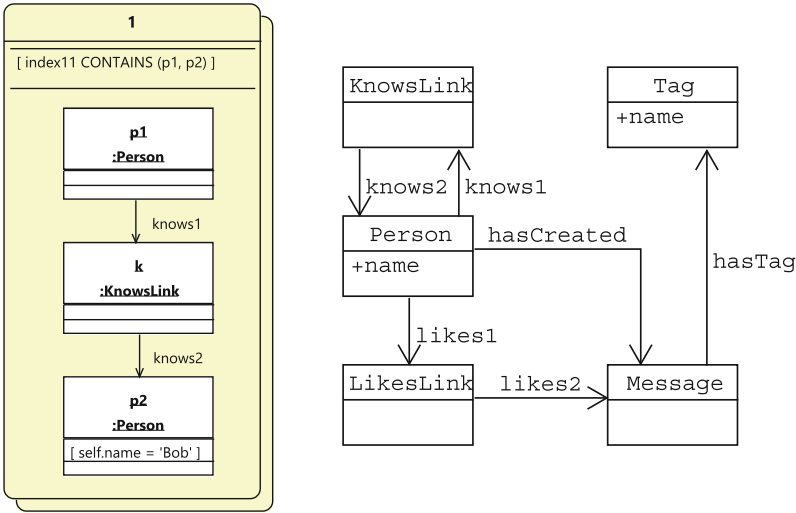 1
[ index11 CONTAINS (p1, p2) ]
p1
:Person
knows1
k
:KnowsLink
knows2
p2
:Person
[ self.name = 'Bob' ]
KnowsLink
Tag
+name
knows2
knows1
Person
+name
hasCreated
hasTag
likes1
LikesLink
likes2
Message